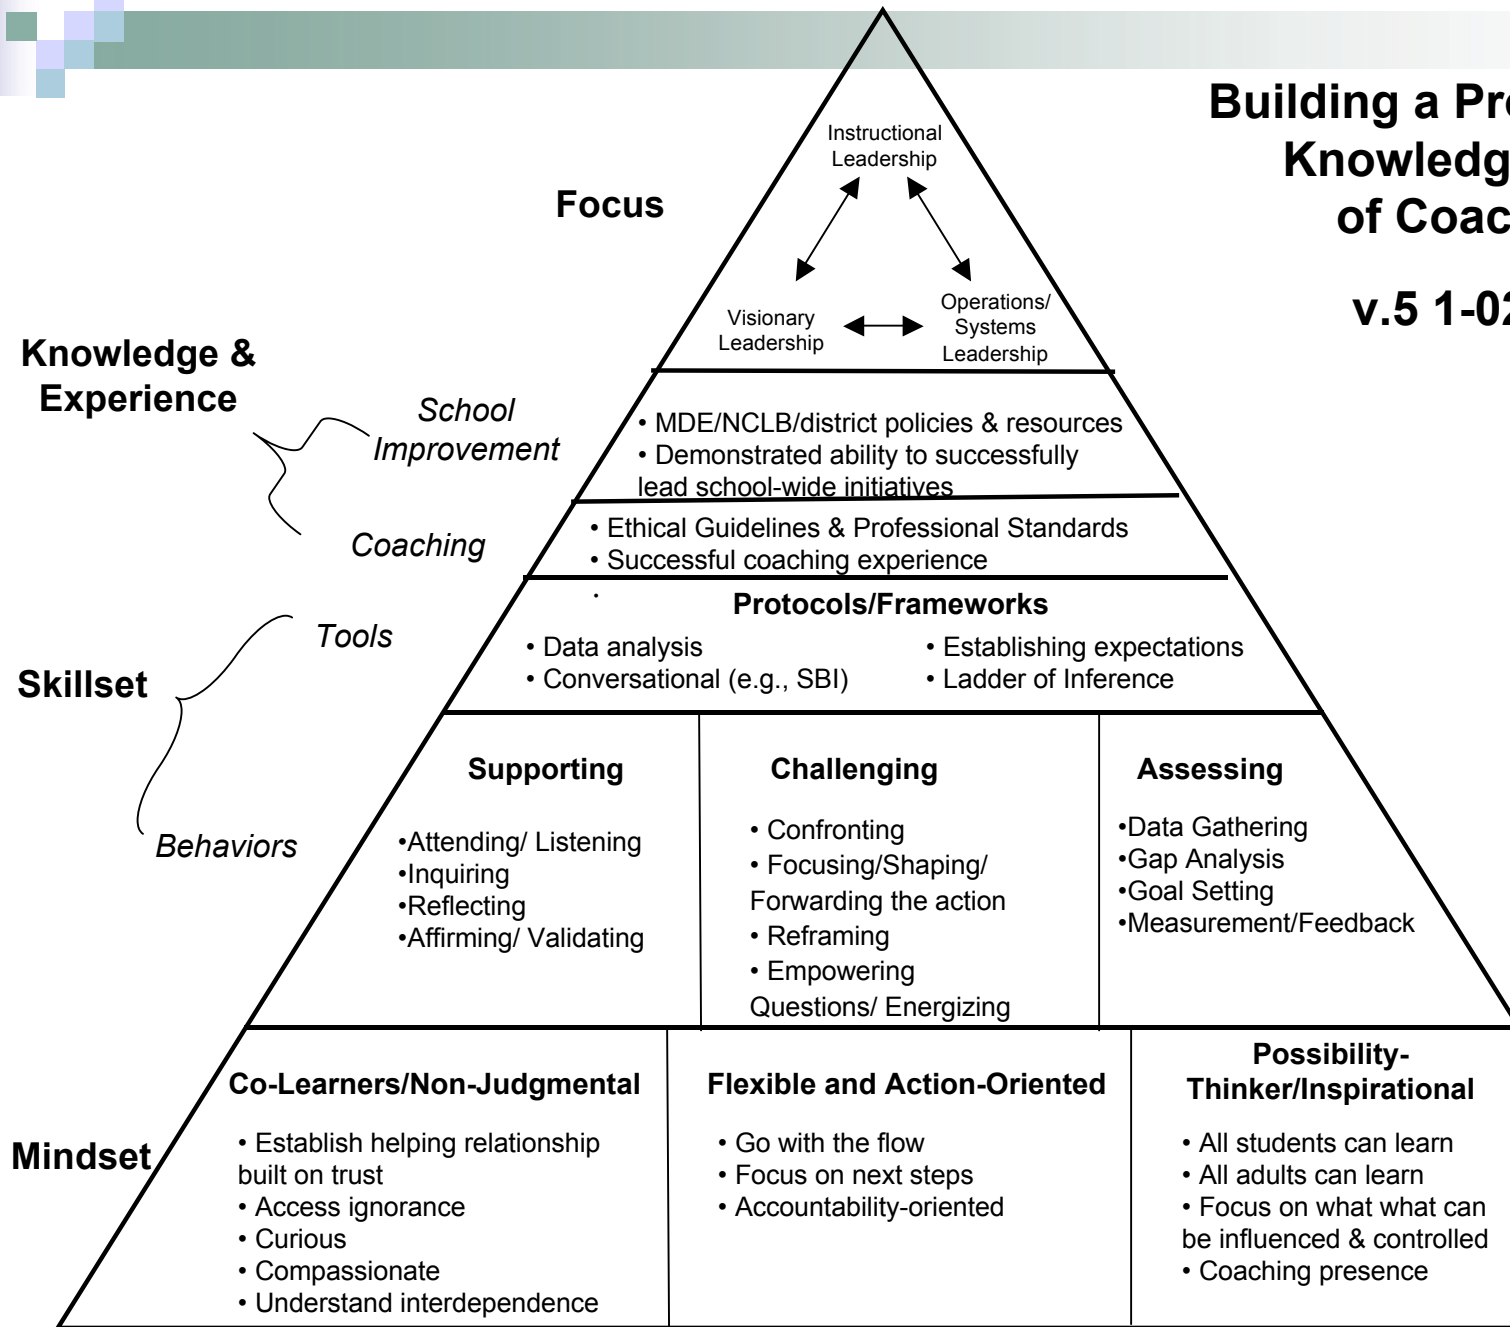 Building a Pr
Knowledg
of Coac
v.5 1-02
Focus
Instructional
Leadership
Visionary
Leadership
Operations/
Systems
Leadership
Knowledge &
Experience
School
Improvement
• MDE/NCLB/district policies & resources
• Demonstrated ability to successfully
lead school-wide initiatives
Coaching
• Ethical Guidelines & Professional Standards
• Successful coaching experience
•
Skillset
Tools
Protocols/Frameworks
• Data analysis
• Conversational (e.g., SBI)
• Establishing expectations
• Ladder of Inference
Behaviors
Supporting
•Attending/ Listening
•Inquiring
•Reflecting
•Affirming/ Validating
Challenging
• Confronting
• Focusing/Shaping/
Forwarding the action
• Reframing
• Empowering
Questions/ Energizing
Assessing
•Data Gathering
•Gap Analysis
•Goal Setting
•Measurement/Feedback
Mindset
Co-Learners/Non-Judgmental
• Establish helping relationship
built on trust
• Access ignorance
• Curious
• Compassionate
• Understand interdependence
Flexible and Action-Oriented
• Go with the flow
• Focus on next steps
• Accountability-oriented
Possibility-
Thinker/Inspirational
• All students can learn
• All adults can learn
• Focus on what what can
be influenced & controlled
• Coaching presence